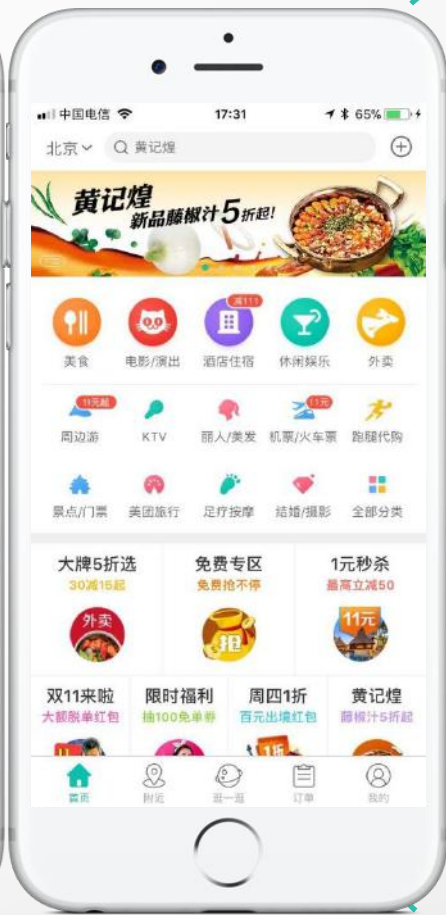 中国电信 17:31 65%
北京 黄记煌
黄记煌
新品藤椒汁5折起!
减111
美食 电影/演出 酒店住宿 休闲娱乐 外卖
11元起 11元
周边游 KTV 丽人/美发 机票/火车票 跑腿代购
景点/门票 美团旅行 足疗按摩 结婚/摄影 全部分类
大牌5折选 免费专区 1元秒杀
30减15起 免费抢不停 最高立减50
外卖 抢 11元
双11来啦 限时福利 周四1折 黄记煌
大额脱单红包 抽100免单券 百元出境红包 藤椒汁5折起
1折
首页 附近 逛一逛 订单 我的